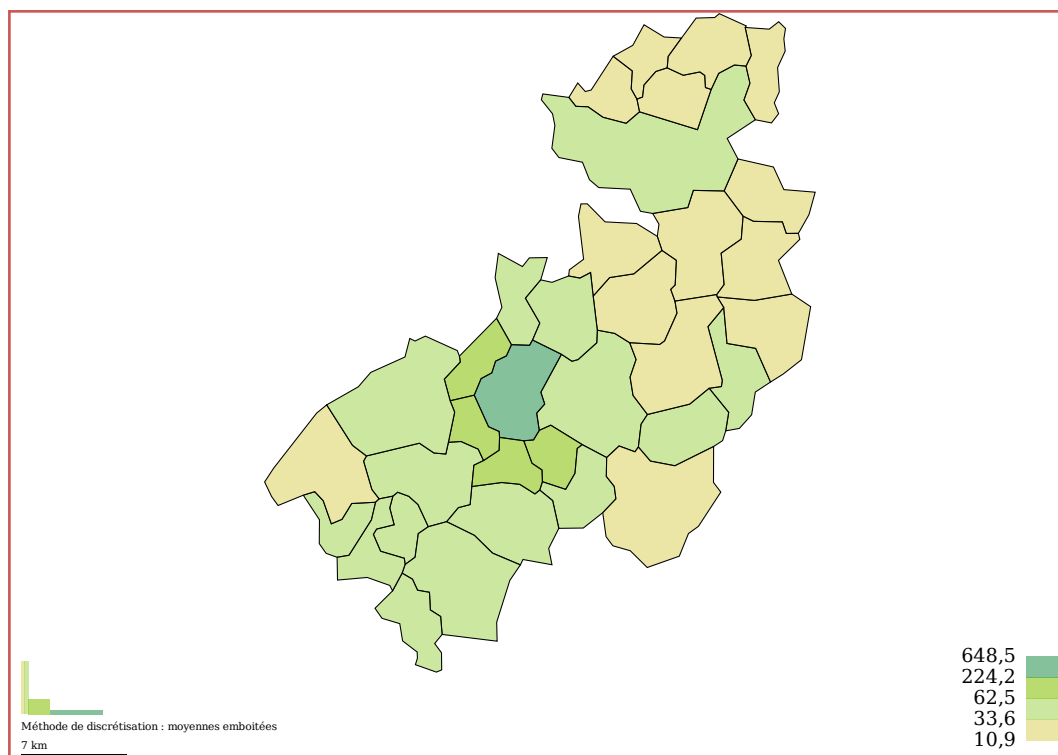 648,5
224,2
62,5
33,6
10,9
Méthode de discrétisation : moyennes emboitées
7 km